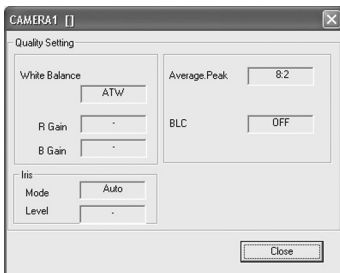 CAMERA1 []
Quality Setting
White Balance
ATW
R Gain -
B Gain -
Average.Peak 8:2
BLC OFF
Iris
Mode Auto
Level -
Close